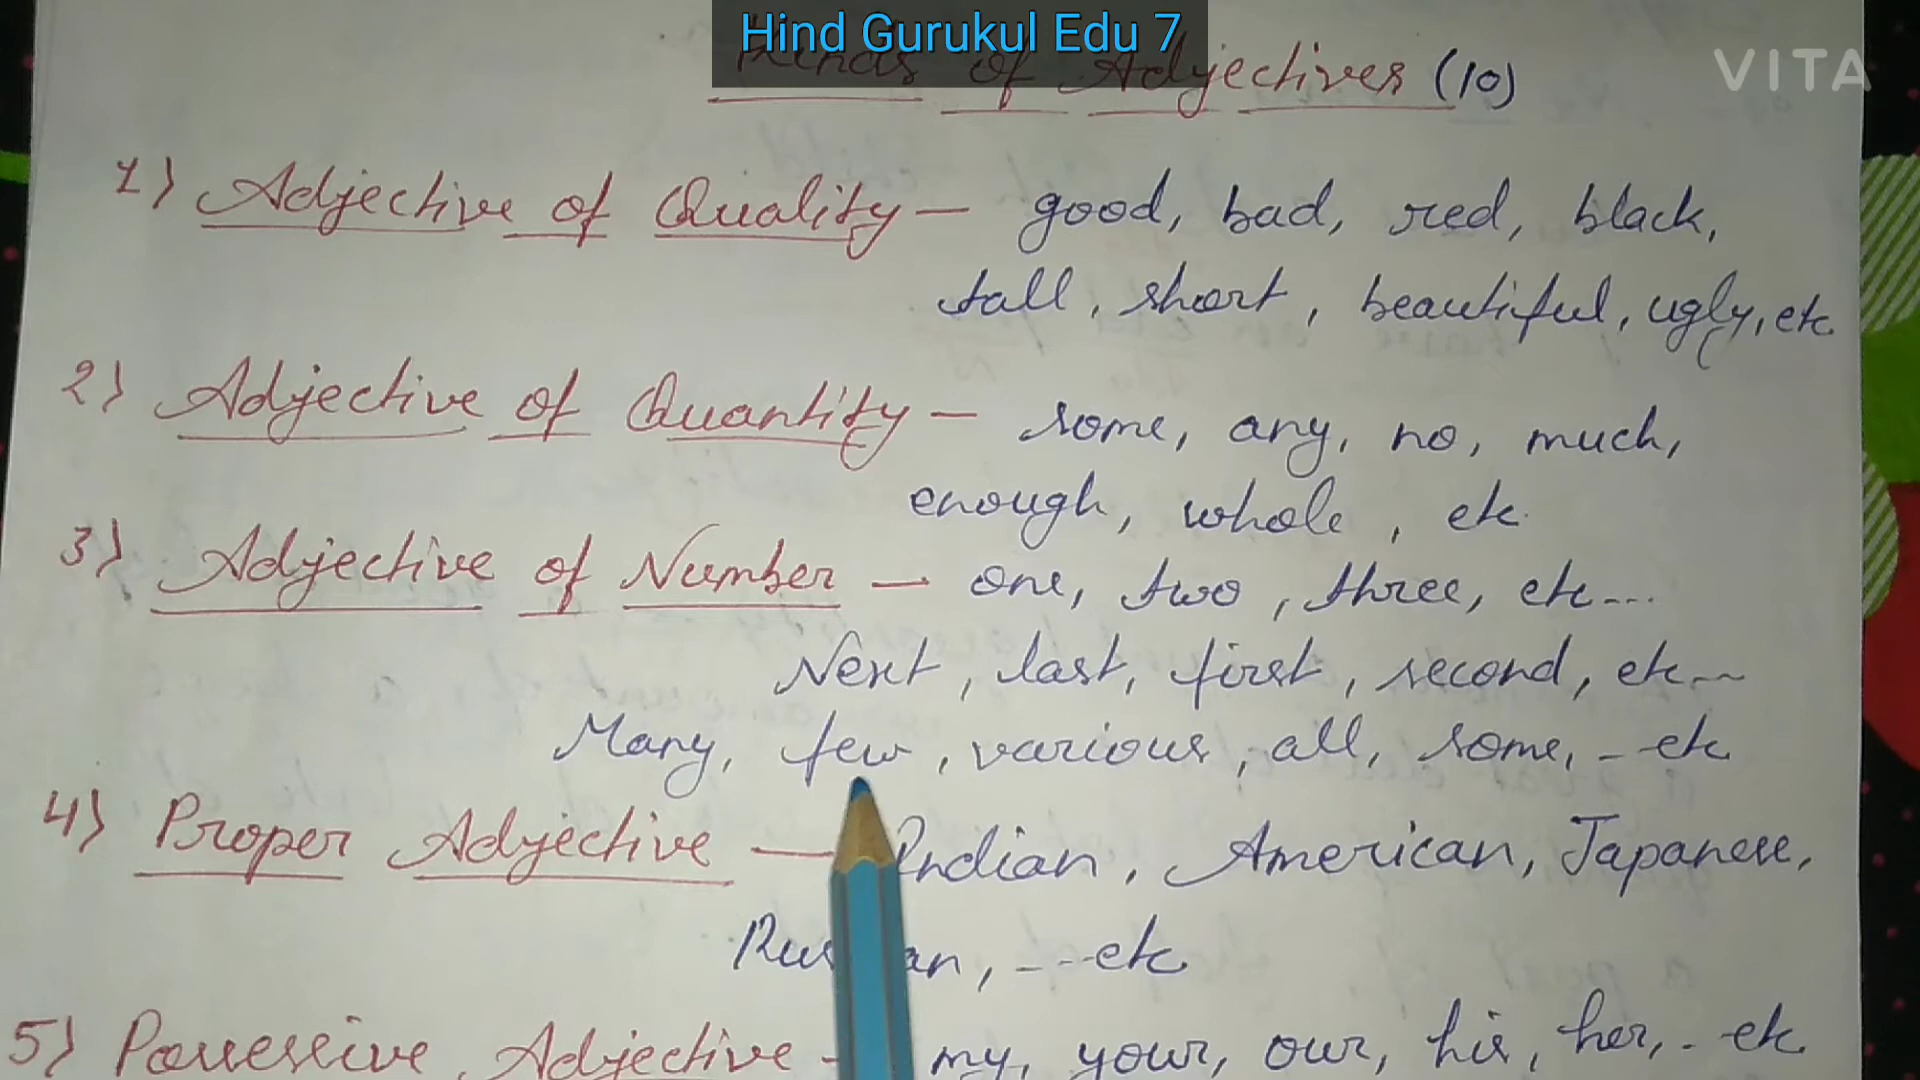 Hind Gurukul Edu 7
VITA
Kinds of Adjectives (10)
1) Adjective of Quality — good, bad, red, black,
tall, short, beautiful, ugly, etc
2) Adjective of Quantity — some, any, no, much,
enough, whole, etc.
3) Adjective of Number — one, two, three, etc...
Next, last, first, second, etc...
Many, few, various, all, some, -- etc
4) Proper Adjective — Indian, American, Japanese,
---etc
5) Possessive Adjective - my, your, our, his, her, - etc.